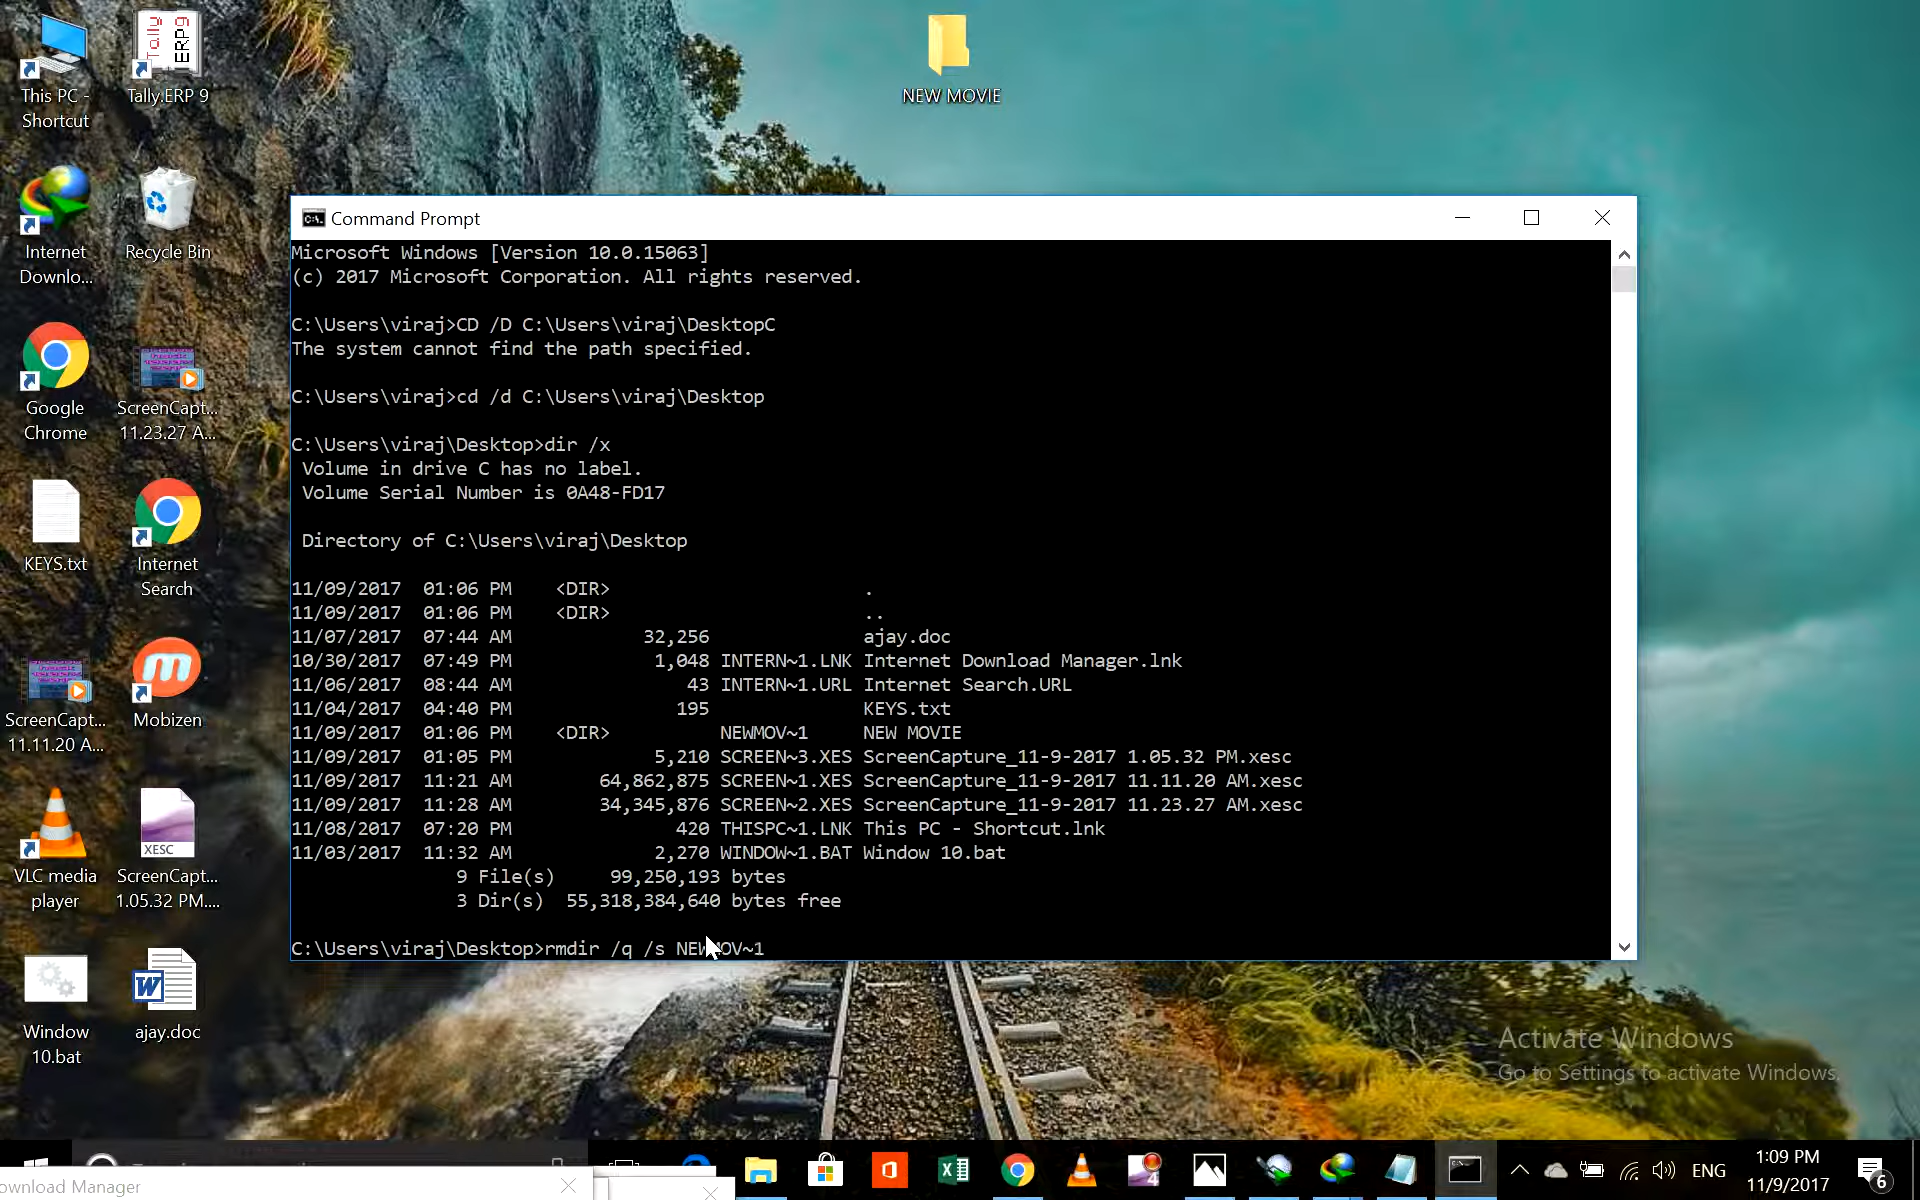 This PC -
Shortcut
Tally.ERP 9
Tally
ERP9
NEW MOVIE
Internet
Downlo...
Recycle Bin
Google
Chrome
ScreenCapt...
11.23.27 A...
KEYS.txt
Internet
Search
ScreenCapt...
11.11.20 A...
Mobizen
VLC media
player
XESC
ScreenCapt...
1.05.32 PM....
Window
10.bat
ajay.doc
Command Prompt
Microsoft Windows [Version 10.0.15063]
(c) 2017 Microsoft Corporation. All rights reserved.
C:\Users\viraj>CD /D C:\Users\viraj\DesktopC
The system cannot find the path specified.
C:\Users\viraj>cd /d C:\Users\viraj\Desktop
C:\Users\viraj\Desktop>dir /x
Volume in drive C has no label.
Volume Serial Number is 0A48-FD17
Directory of C:\Users\viraj\Desktop
11/09/2017  01:06 PM    <DIR>                       .
11/09/2017  01:06 PM    <DIR>                       ..
11/07/2017  07:44 AM            32,256              ajay.doc
10/30/2017  07:49 PM             1,048 INTERN~1.LNK Internet Download Manager.lnk
11/06/2017  08:44 AM                43 INTERN~1.URL Internet Search.URL
11/04/2017  04:40 PM               195              KEYS.txt
11/09/2017  01:06 PM    <DIR>          NEWMOV~1     NEW MOVIE
11/09/2017  01:05 PM             5,210 SCREEN~3.XES ScreenCapture_11-9-2017 1.05.32 PM.xesc
11/09/2017  11:21 AM        64,862,875 SCREEN~1.XES ScreenCapture_11-9-2017 11.11.20 AM.xesc
11/09/2017  11:28 AM        34,345,876 SCREEN~2.XES ScreenCapture_11-9-2017 11.23.27 AM.xesc
11/08/2017  07:20 PM               420 THISPC~1.LNK This PC - Shortcut.lnk
11/03/2017  11:32 AM             2,270 WINDOW~1.BAT Window 10.bat
9 File(s)     99,250,193 bytes
3 Dir(s)  55,318,384,640 bytes free
C:\Users\viraj\Desktop>rmdir /q /s NEWMOV~1
Activate Windows
Go to Settings to activate Windows.
ownload Manager
ENG
1:09 PM
11/9/2017
6